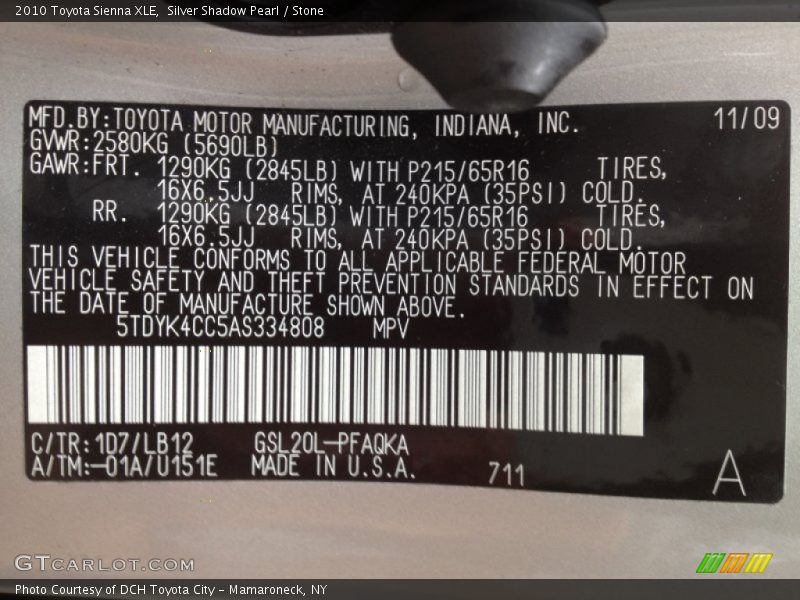 2010 Toyota Sienna XLE,  Silver Shadow Pearl / Stone
MFD.BY:TOYOTA MOTOR MANUFACTURING, INDIANA, INC. 11/09
GVWR:2580KG (5690LB)
GAWR:FRT. 1290KG (2845LB) WITH P215/65R16 TIRES,
16X6.5JJ RIMS, AT 240KPA (35PSI) COLD.
RR. 1290KG (2845LB) WITH P215/65R16 TIRES,
16X6.5JJ RIMS, AT 240KPA (35PSI) COLD.
THIS VEHICLE CONFORMS TO ALL APPLICABLE FEDERAL MOTOR
VEHICLE SAFETY AND THEFT PREVENTION STANDARDS IN EFFECT ON
THE DATE OF MANUFACTURE SHOWN ABOVE.
5TDYK4CC5AS334808 MPV
C/TR:1D7/LB12 GSL20L-PFAQKA
A/TM:-01A/U151E MADE IN U.S.A. 711 A
GTCARLOT.COM
Photo Courtesy of DCH Toyota City – Mamaroneck, NY